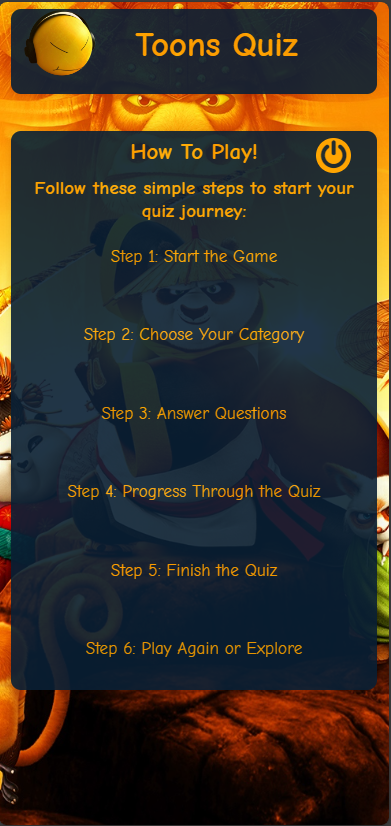 Toons Quiz
How To Play!
Follow these simple steps to start your
quiz journey:
Step 1: Start the Game
Step 2: Choose Your Category
Step 3: Answer Questions
Step 4: Progress Through the Quiz
Step 5: Finish the Quiz
Step 6: Play Again or Explore